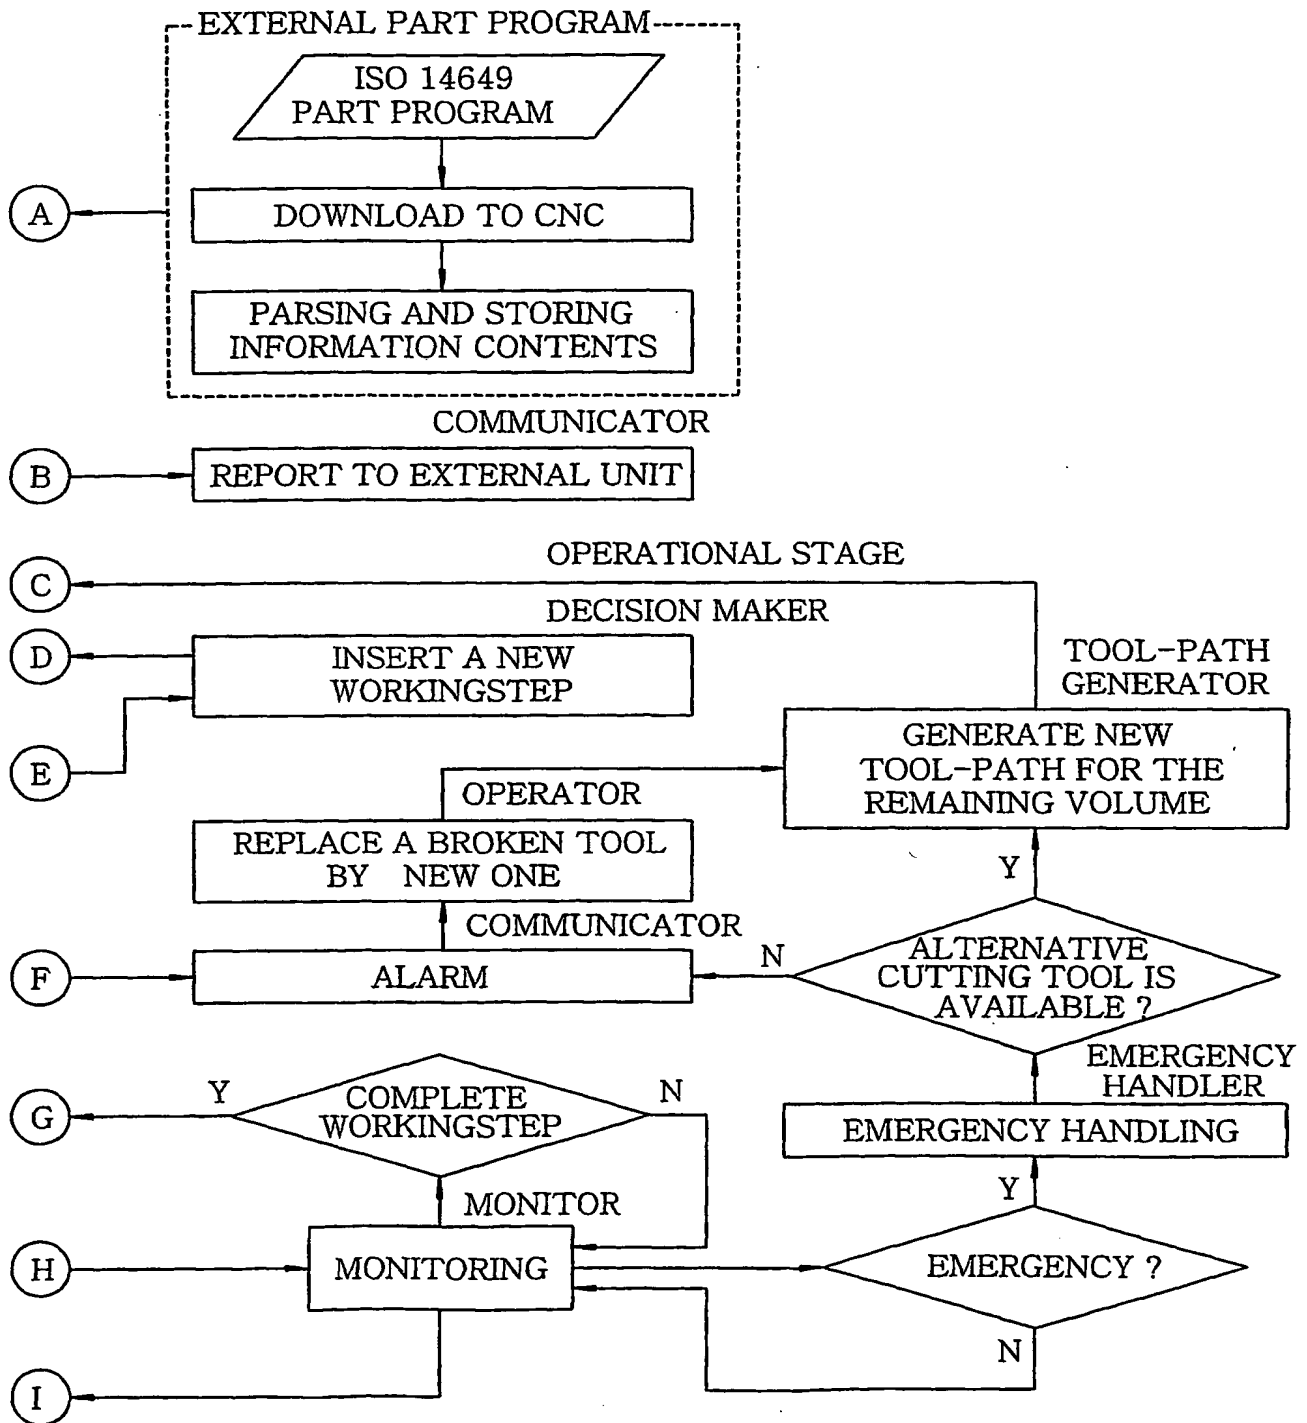 EXTERNAL PART PROGRAM
ISO 14649
PART PROGRAM
A
DOWNLOAD TO CNC
PARSING AND STORING
INFORMATION CONTENTS
COMMUNICATOR
B
REPORT TO EXTERNAL UNIT
OPERATIONAL STAGE
C
DECISION MAKER
D
INSERT A NEW
WORKINGSTEP
TOOL-PATH
GENERATOR
E
GENERATE NEW
TOOL-PATH FOR THE
REMAINING VOLUME
OPERATOR
REPLACE A BROKEN TOOL
BY NEW ONE
Y
COMMUNICATOR
F
ALARM
N
ALTERNATIVE
CUTTING TOOL IS
AVAILABLE ?
EMERGENCY
HANDLER
G
Y
COMPLETE
WORKINGSTEP
N
EMERGENCY HANDLING
Y
MONITOR
H
MONITORING
EMERGENCY ?
N
I